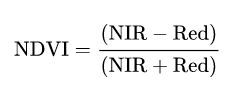 NDVI = (NIR − Red) / (NIR + Red)